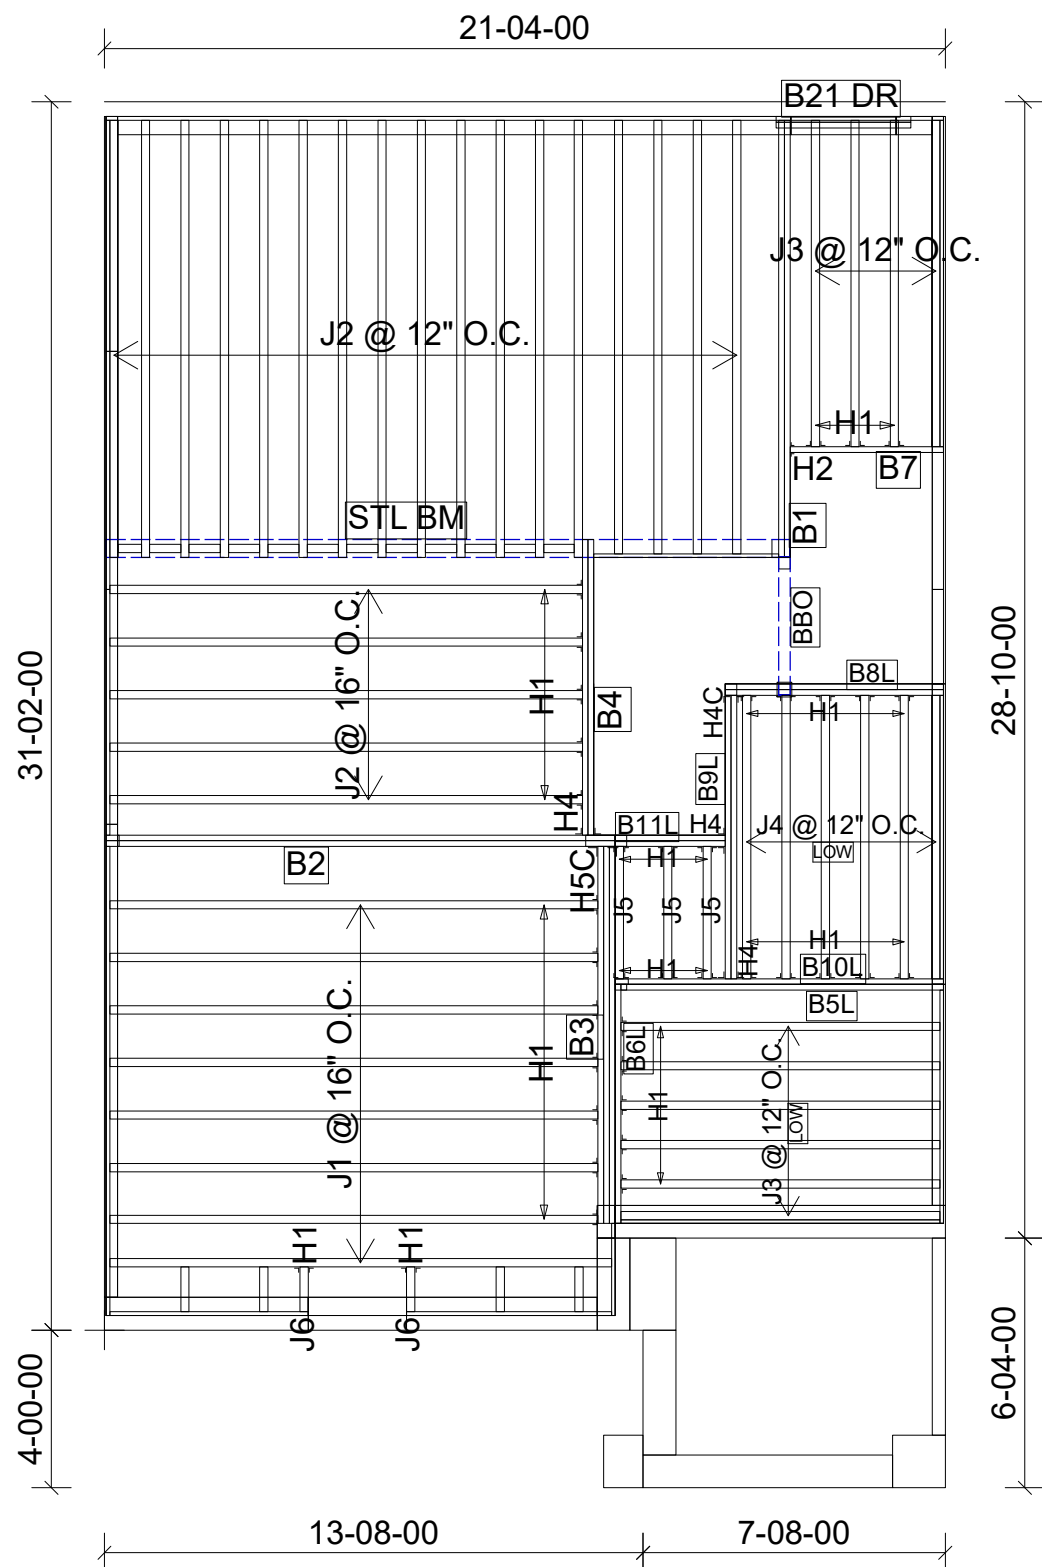 21-04-00
B21 DR
J3 @ 12" O.C.
J2 @ 12" O.C.
H1
H2
B7
STL BM
B1
BBO
31-02-00
28-10-00
J2 @ 16" O.C.
H1
B4
B8L
H4C
H1
B9L
H4
B11L
H4
J4 @ 12" O.C.
LOW
B2
H5C
H1
J5
J5
J5
H1
H4
H1
B10L
B5L
J1 @ 16" O.C.
H1
B3
B6L
H1
J3 @ 12" O.C.
LOW
H1
H1
J6
J6
4-00-00
6-04-00
13-08-00
7-08-00